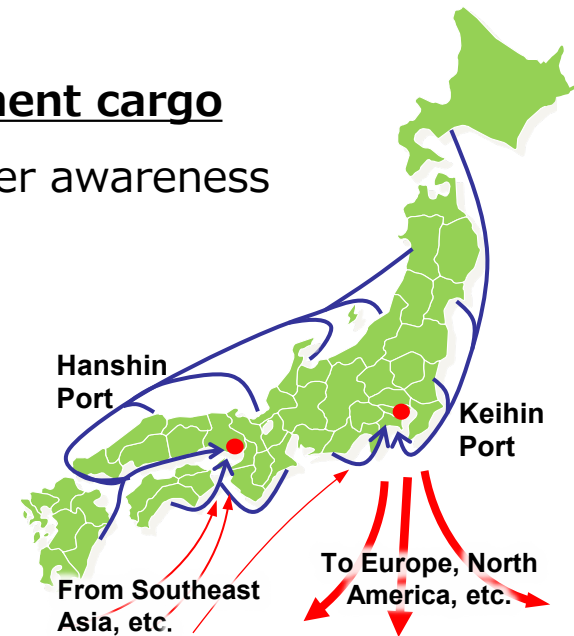 ment cargo
er awareness
Hanshin
Port
Keihin
Port
From Southeast
Asia, etc.
To Europe, North
America, etc.